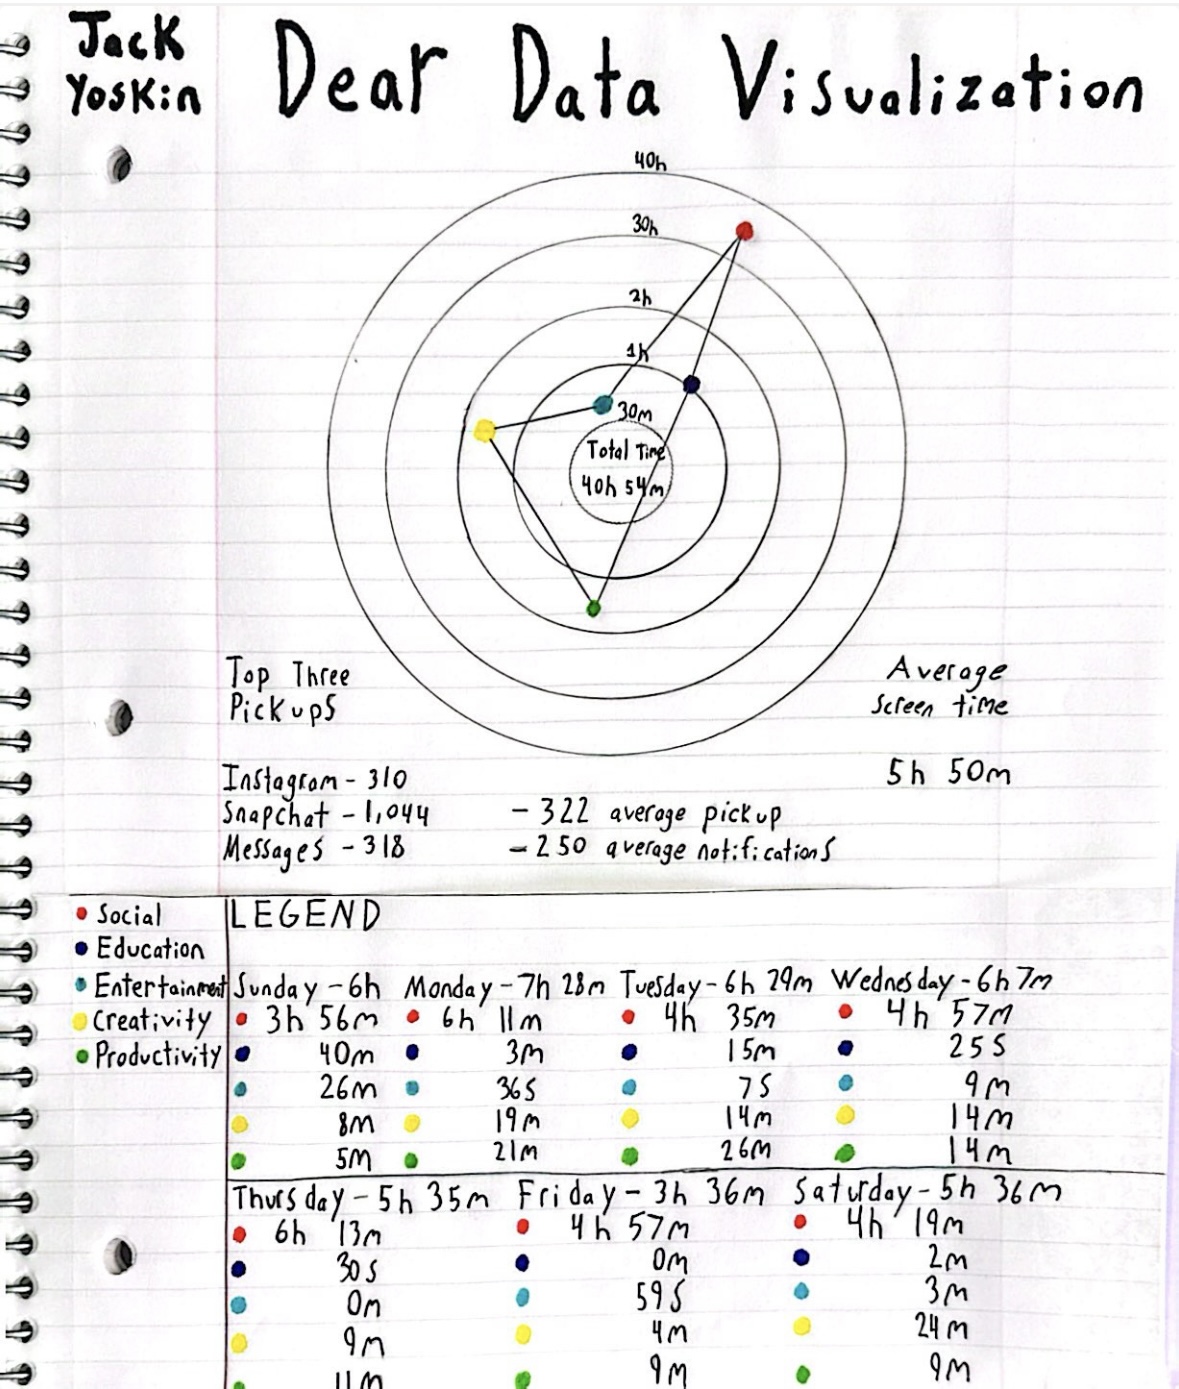 Jack
Yoskin
Dear Data Visualization
40h
30h
2h
1h
30m
Total Time
40h 54m
Top Three
Pickups
Average
Screen time
5h 50m
Instagram - 310
Snapchat - 1,044
Messages - 318
- 322 average pickup
- 250 average notifications
Social
Education
Entertainment
Creativity
Productivity
LEGEND
Sunday - 6h
3h 56m
40m
26m
8m
5m
Monday - 7h 28m
6h 11m
3m
36s
19m
21m
Tuesday - 6h 29m
4h 35m
15m
7s
14m
26m
Wednesday - 6h 7m
4h 57m
25s
9m
14m
14m
Thursday - 5h 35m
6h 13m
30s
0m
9m
11m
Friday - 3h 36m
4h 57m
0m
59s
4m
9m
Saturday - 5h 36m
4h 19m
2m
3m
24m
9m